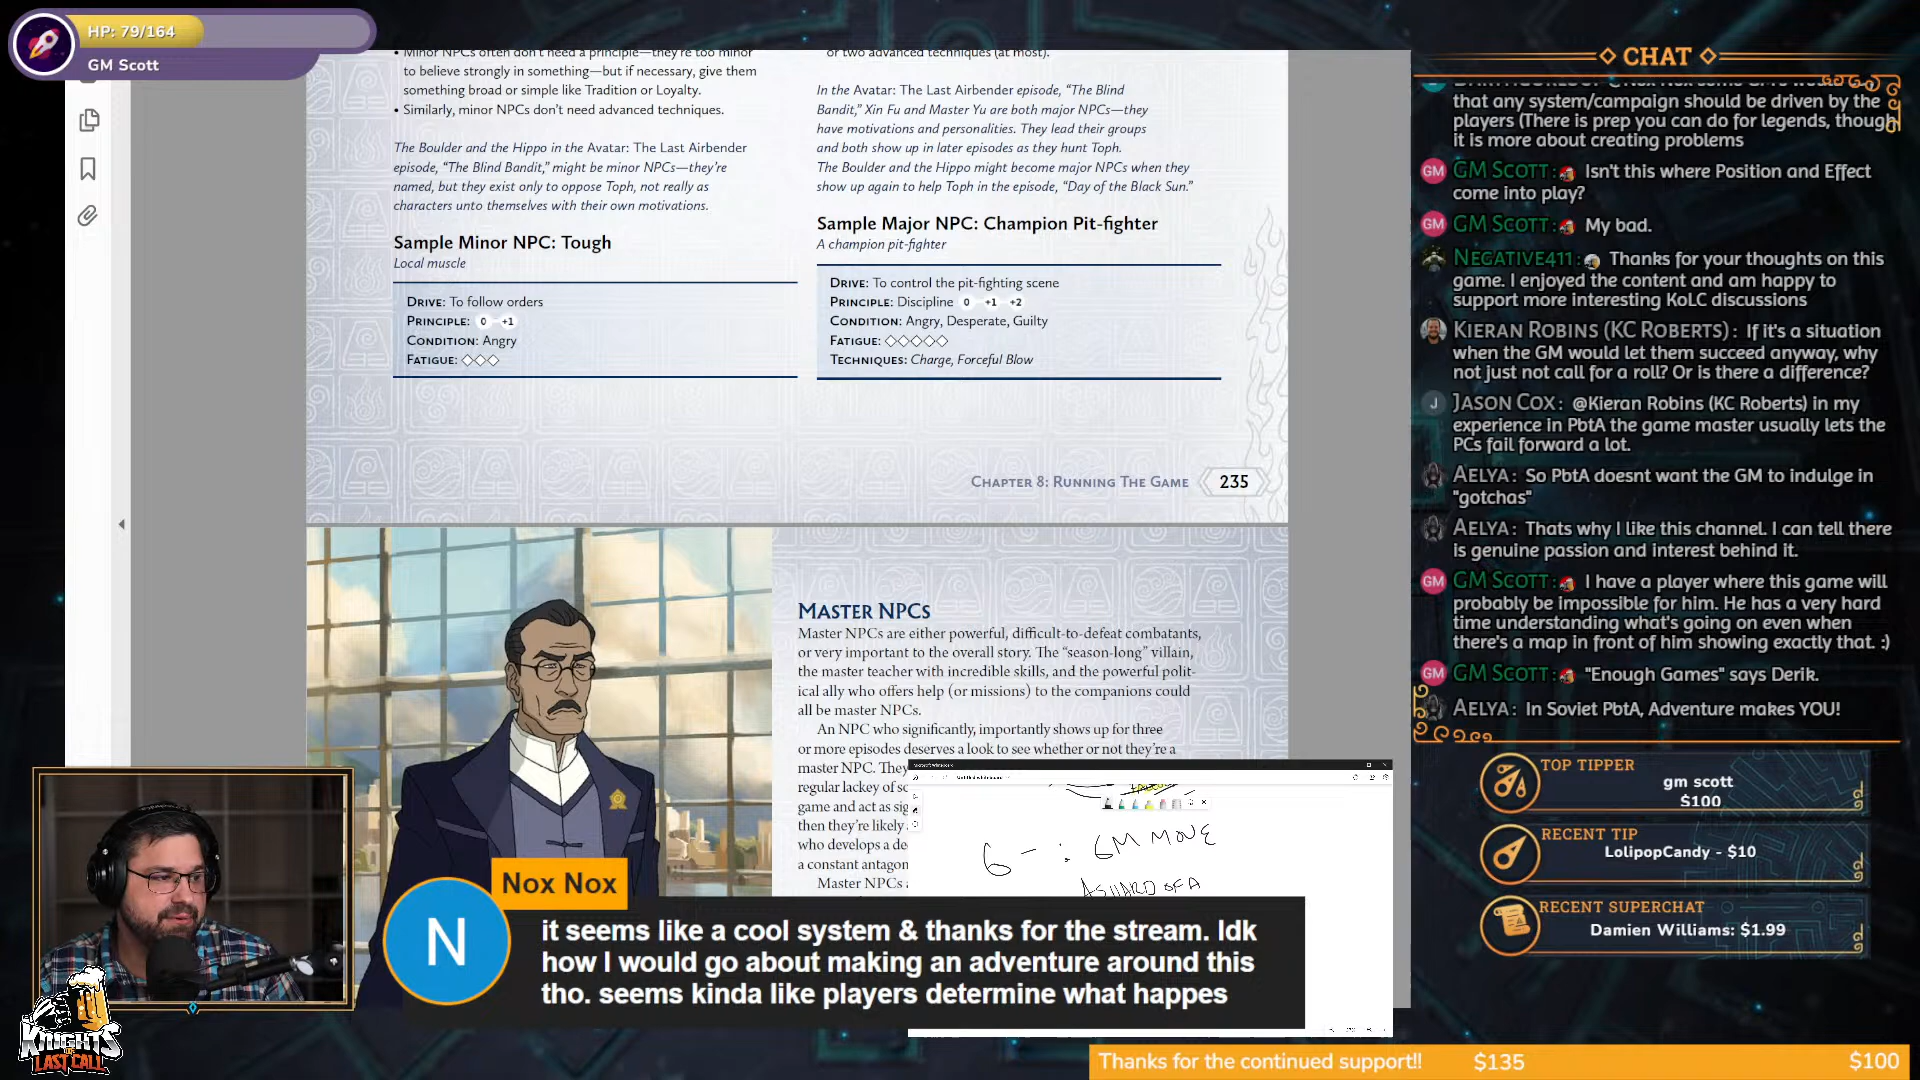 HP: 79/164
GM Scott
• Minor NPCs often don't need a principle—they're too minor
to believe strongly in something—but if necessary, give them
something broad or simple like Tradition or Loyalty.
• Similarly, minor NPCs don't need advanced techniques.
The Boulder and the Hippo in the Avatar: The Last Airbender
episode, "The Blind Bandit," might be minor NPCs—they're
named, but they exist only to oppose Toph, not really as
characters unto themselves with their own motivations.
Sample Minor NPC: Tough
Local muscle
DRIVE: To follow orders
PRINCIPLE: 0 +1
CONDITION: Angry
FATIGUE: ◇◇◇
or two advanced techniques (at most).
In the Avatar: The Last Airbender episode, "The Blind
Bandit," Xin Fu and Master Yu are both major NPCs—they
have motivations and personalities. They lead their groups
and both show up in later episodes as they hunt Toph.
The Boulder and the Hippo might become major NPCs when they
show up again to help Toph in the episode, "Day of the Black Sun."
Sample Major NPC: Champion Pit-fighter
A champion pit-fighter
DRIVE: To control the pit-fighting scene
PRINCIPLE: Discipline 0 +1 +2
CONDITION: Angry, Desperate, Guilty
FATIGUE: ◇◇◇◇◇
TECHNIQUES: Charge, Forceful Blow
CHAPTER 8: RUNNING THE GAME 235
MASTER NPCS
Master NPCs are either powerful, difficult-to-defeat combatants,
or very important to the overall story. The "season-long" villain,
the master teacher with incredible skills, and the powerful polit-
ical ally who offers help (or missions) to the companions could
all be master NPCs.
An NPC who significantly, importantly shows up for three
or more episodes deserves a look to see whether or not they're a
master NPC. They
regular lackey of so
game and act as sig
then they're likely
who develops a de
a constant antagon
Master NPCs a
6 - : GM MOVE
AS HARD OF A
Nox Nox
N
it seems like a cool system & thanks for the stream. Idk
how I would go about making an adventure around this
tho. seems kinda like players determine what happes
KNIGHTS
OF
LAST CALL
CHAT
that any system/campaign should be driven by the
players (There is prep you can do for legends, though
it is more about creating problems
GM SCOTT: Isn't this where Position and Effect
come into play?
GM SCOTT: My bad.
NEGATIVE411: Thanks for your thoughts on this
game. I enjoyed the content and am happy to
support more interesting KoLC discussions
KIERAN ROBINS (KC ROBERTS): If it's a situation
when the GM would let them succeed anyway, why
not just not call for a roll? Or is there a difference?
JASON COX: @Kieran Robins (KC Roberts) in my
experience in PbtA the game master usually lets the
PCs fail forward a lot.
AELYA: So PbtA doesnt want the GM to indulge in
"gotchas"
AELYA: Thats why I like this channel. I can tell there
is genuine passion and interest behind it.
GM SCOTT: I have a player where this game will
probably be impossible for him. He has a very hard
time understanding what's going on even when
there's a map in front of him showing exactly that. :)
GM SCOTT: "Enough Games" says Derik.
AELYA: In Soviet PbtA, Adventure makes YOU!
TOP TIPPER
gm scott
$100
RECENT TIP
LolipopCandy - $10
RECENT SUPERCHAT
Damien Williams: $1.99
Thanks for the continued support!! $135 $100